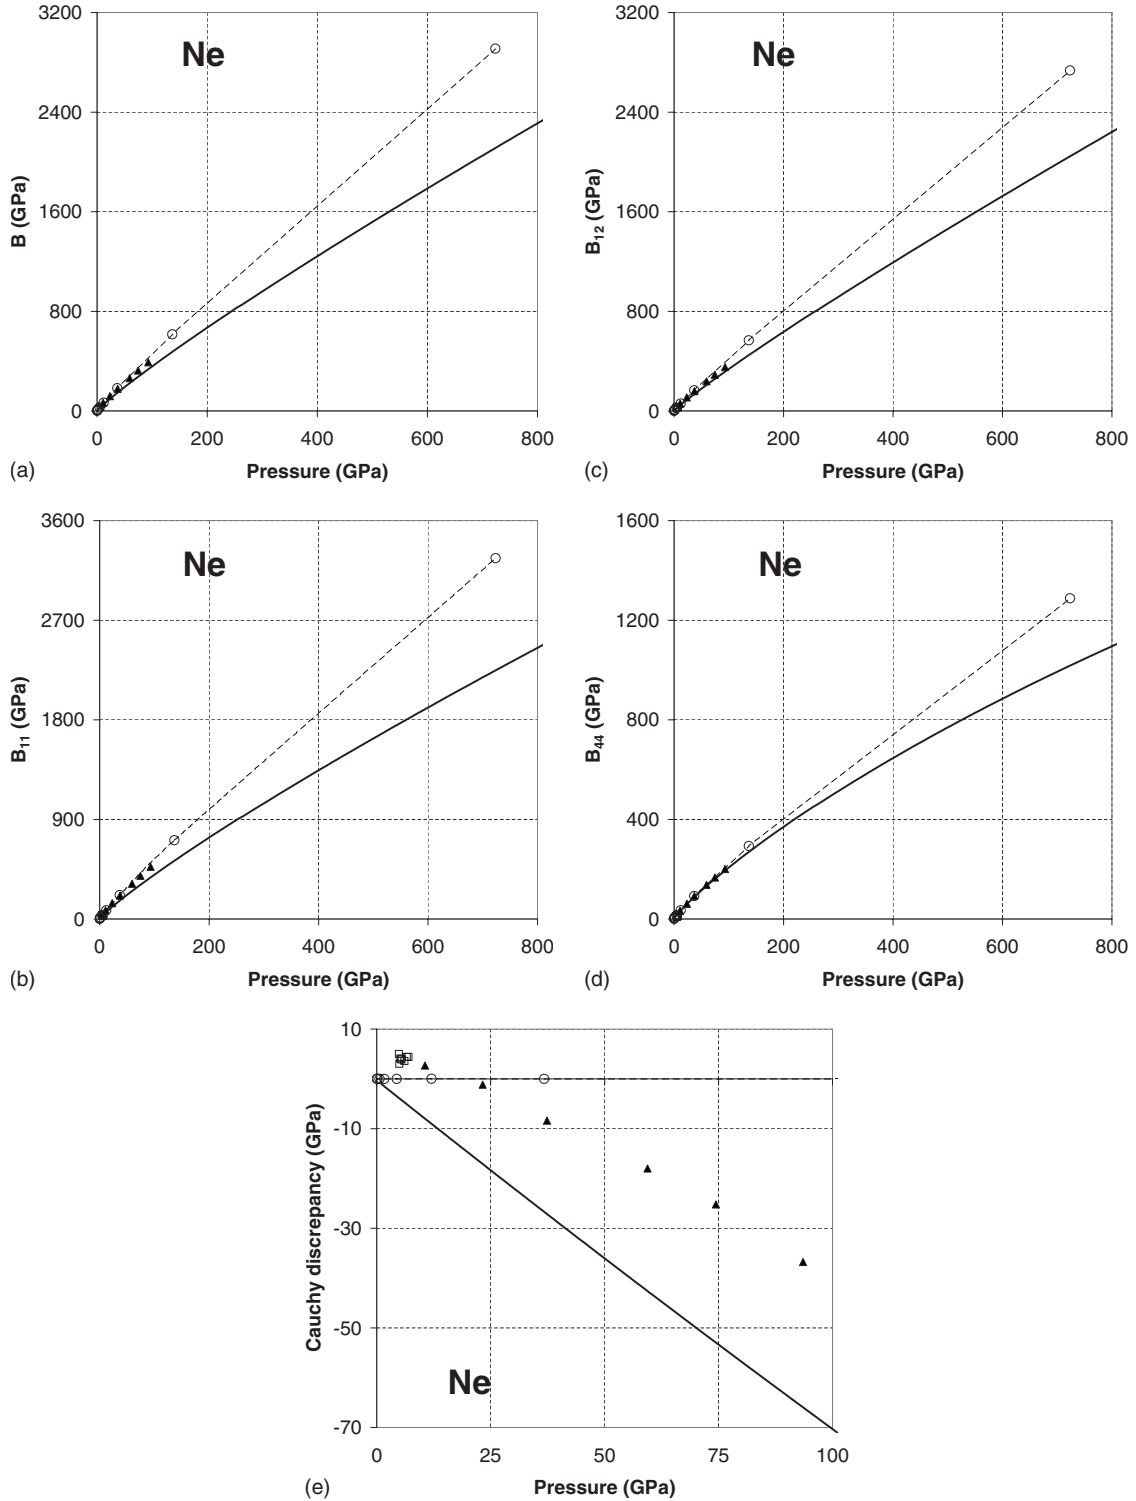 Ne
3200
2400
1600
800
0
B (GPa)
0 200 400 600 800
Pressure (GPa)
(a)
Ne
3200
2400
1600
800
0
B12 (GPa)
0 200 400 600 800
Pressure (GPa)
(c)
Ne
3600
2700
1800
900
0
B11 (GPa)
0 200 400 600 800
Pressure (GPa)
(b)
Ne
1600
1200
800
400
0
B44 (GPa)
0 200 400 600 800
Pressure (GPa)
(d)
10
-10
-30
-50
-70
Cauchy discrepancy (GPa)
Ne
0 25 50 75 100
Pressure (GPa)
(e)